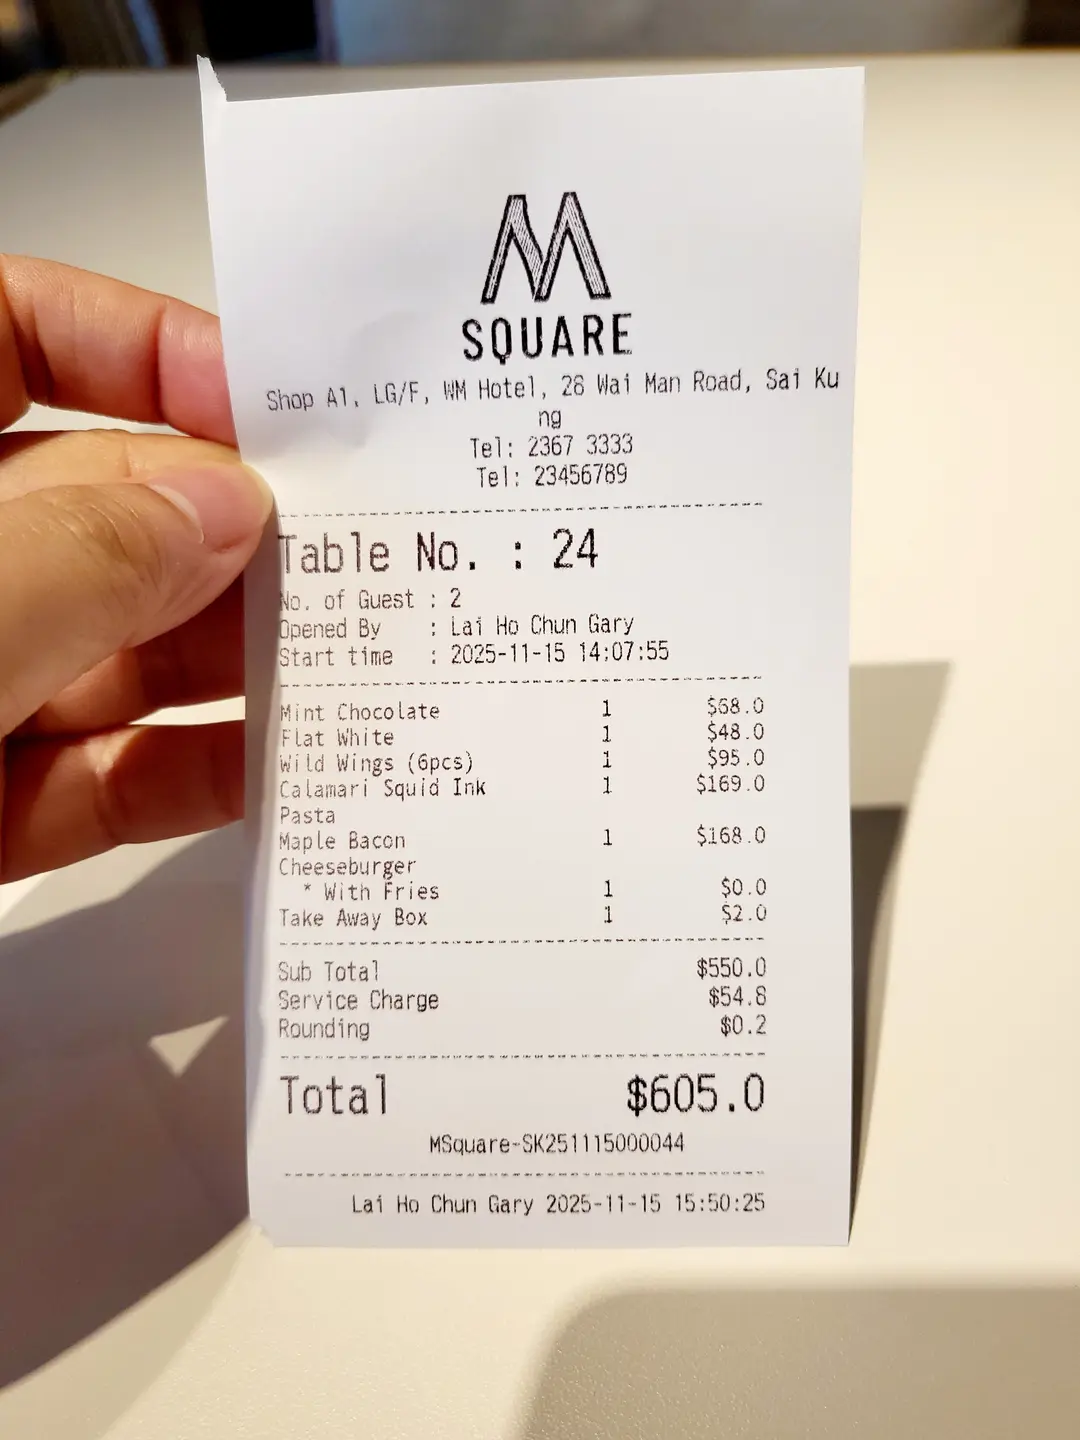 M
SQUARE
Shop A1, LG/F, WM Hotel, 28 Wai Man Road, Sai Ku
ng
Tel: 2367 3333
Tel: 23456789
Table No. : 24
No. of Guest : 2
Opened By : Lai Ho Chun Gary
Start time : 2025-11-15 14:07:55
Mint Chocolate 1 $68.0
Flat White 1 $48.0
Wild Wings (6pcs) 1 $95.0
Calamari Squid Ink 1 $169.0
Pasta
Maple Bacon 1 $168.0
Cheeseburger
* With Fries 1 $0.0
Take Away Box 1 $2.0
Sub Total $550.0
Service Charge $54.8
Rounding $0.2
Total $605.0
MSquare-SK251115000044
Lai Ho Chun Gary 2025-11-15 15:50:25